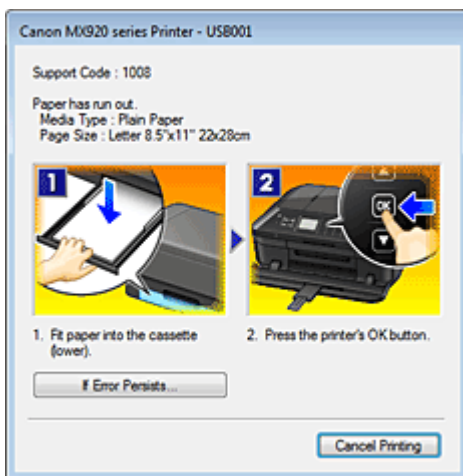 Canon MX920 series Printer - USB001
Support Code : 1008
Paper has run out.
Media Type : Plain Paper
Page Size : Letter 8.5"x11" 22x28cm
1
2
OK
1. Fit paper into the cassette
(lower).
2. Press the printer's OK button.
If Error Persists...
Cancel Printing